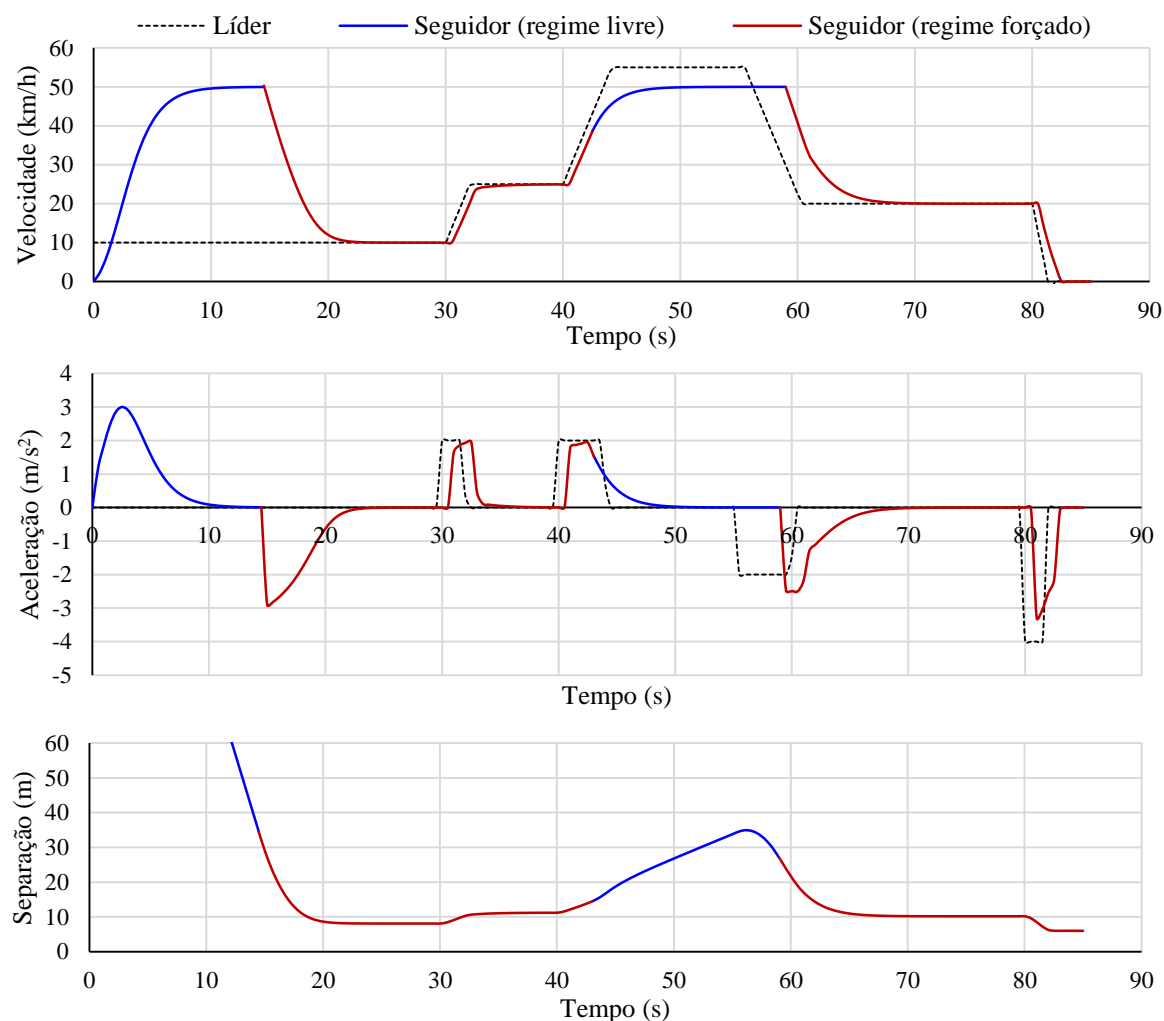 Líder Seguidor (regime livre) Seguidor (regime forçado)
Velocidade (km/h)
60
50
40
30
20
10
0
0 10 20 30 40 50 60 70 80 90
Tempo (s)
Aceleração (m/s²)
4
3
2
1
0
-1
-2
-3
-4
-5
0 10 20 30 40 50 60 70 80 90
Tempo (s)
Separação (m)
60
50
40
30
20
10
0
0 10 20 30 40 50 60 70 80 90
Tempo (s)